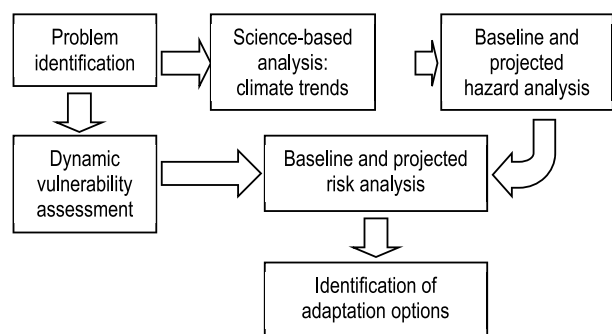 Problem
identification
Science-based
analysis:
climate trends
Baseline and
projected
hazard analysis
Dynamic
vulnerability
assessment
Baseline and projected
risk analysis
Identification of
adaptation options